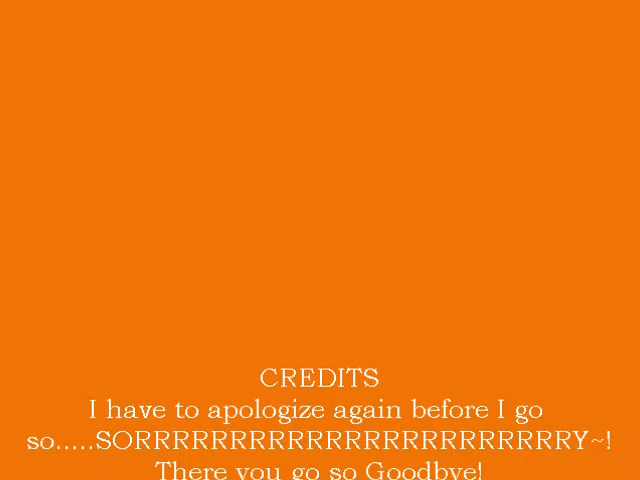 CREDITS
I have to apologize again before I go
so.....SORRRRRRRRRRRRRRRRRRRRRRRY~!
There you go so Goodbye!